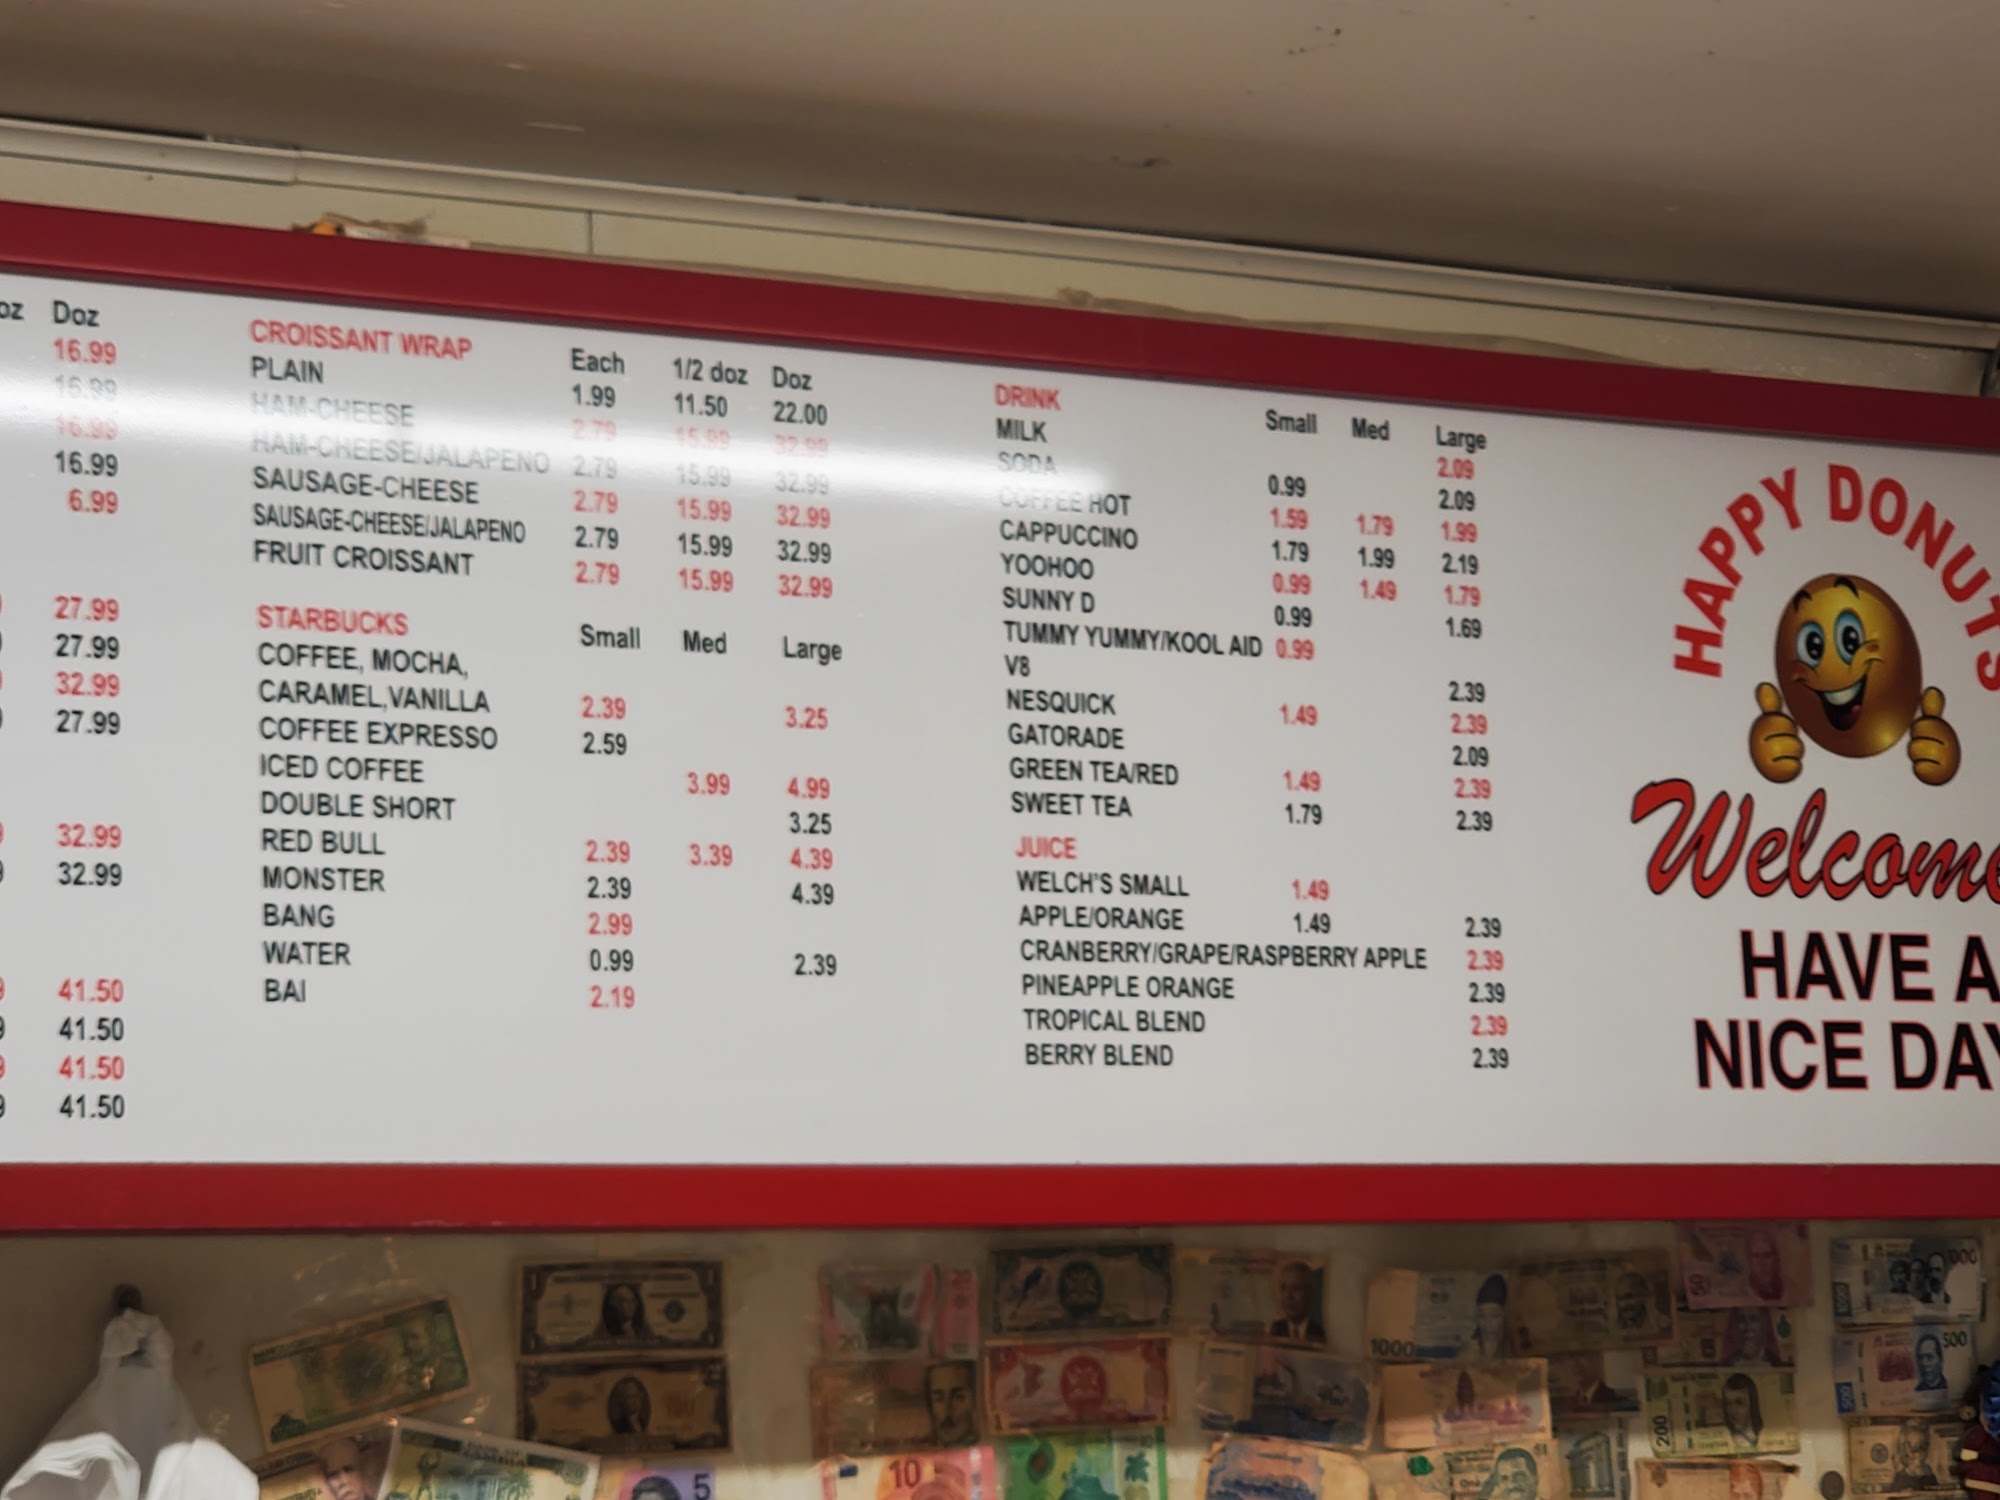 oz Doz
16.99
16.99
16.99
16.99
6.99
27.99
27.99
32.99
27.99
32.99
32.99
41.50
41.50
41.50
41.50
CROISSANT WRAP Each 1/2 doz Doz
PLAIN 1.99 11.50 22.00
HAM-CHEESE 2.79 15.99 32.99
HAM-CHEESE/JALAPENO 2.79 15.99 32.99
SAUSAGE-CHEESE 2.79 15.99 32.99
SAUSAGE-CHEESE/JALAPENO 2.79 15.99 32.99
FRUIT CROISSANT 2.79 15.99 32.99
STARBUCKS Small Med Large
COFFEE, MOCHA,
CARAMEL,VANILLA 2.39 3.25
COFFEE EXPRESSO 2.59
ICED COFFEE 3.99 4.99
DOUBLE SHORT 3.25
RED BULL 2.39 3.39 4.39
MONSTER 2.39 4.39
BANG 2.99
WATER 0.99 2.39
BAI 2.19
DRINK Small Med Large
MILK 2.09
SODA 0.99 2.09
COFFEE HOT 1.59 1.79 1.99
CAPPUCCINO 1.79 1.99 2.19
YOOHOO 0.99 1.49 1.79
SUNNY D 0.99 1.69
TUMMY YUMMY/KOOL AID 0.99
V8 2.39
NESQUICK 1.49 2.39
GATORADE 2.09
GREEN TEA/RED 1.49 2.39
SWEET TEA 1.79 2.39
JUICE
WELCH'S SMALL 1.49
APPLE/ORANGE 1.49 2.39
CRANBERRY/GRAPE/RASPBERRY APPLE 2.39
PINEAPPLE ORANGE 2.39
TROPICAL BLEND 2.39
BERRY BLEND 2.39
HAPPY DONUTS
Welcome
HAVE A
NICE DAY
1000
500
200
10
5